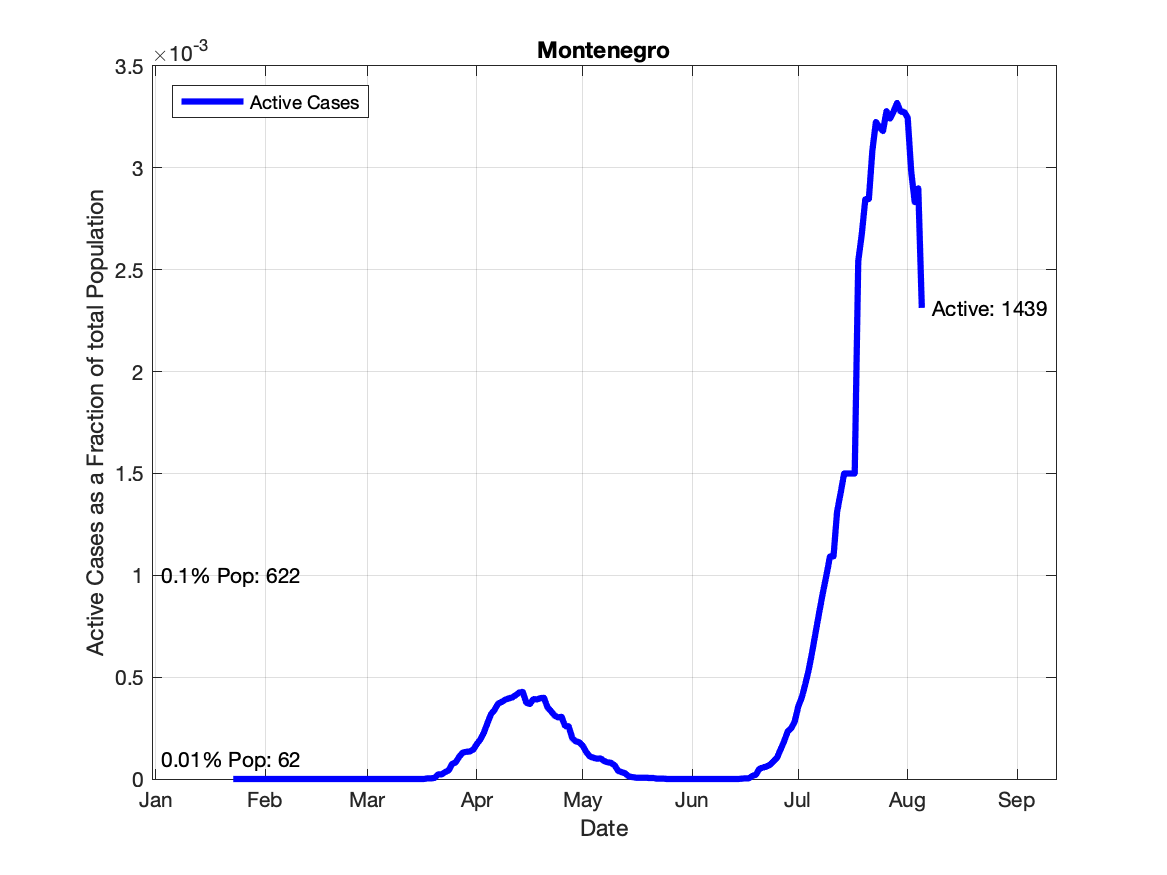 Montenegro
×10-3
3.5
3
2.5
2
1.5
1
0.5
0
Active Cases
Active: 1439
0.1% Pop: 622
0.01% Pop: 62
Active Cases as a Fraction of total Population
Jan Feb Mar Apr May Jun Jul Aug Sep
Date